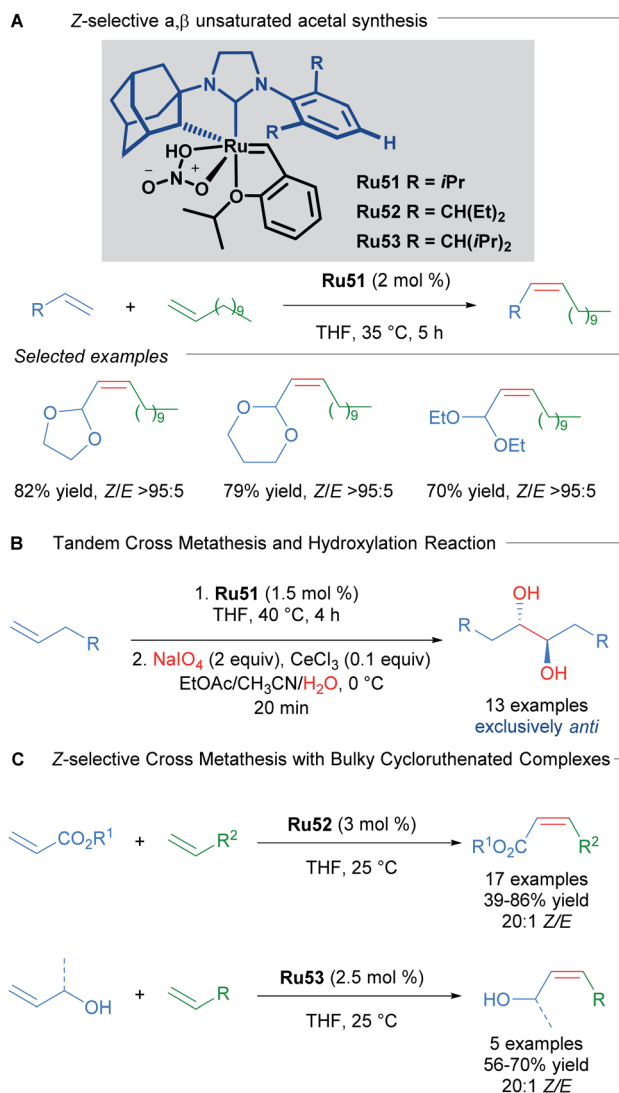 A Z-selective a,β unsaturated acetal synthesis
R
N N
R
H
HO Ru
− + N
O O
O
Ru51 R = iPr
Ru52 R = CH(Et)2
Ru53 R = CH(iPr)2
R + ( )9 Ru51 (2 mol %) R ( )9
THF, 35 °C, 5 h
Selected examples
O O ( )9
O O ( )9
EtO OEt ( )9
82% yield, Z/E >95:5 79% yield, Z/E >95:5 70% yield, Z/E >95:5
B Tandem Cross Metathesis and Hydroxylation Reaction
R
1. Ru51 (1.5 mol %)
THF, 40 °C, 4 h
2. NaIO4 (2 equiv), CeCl3 (0.1 equiv)
EtOAc/CH3CN/H2O, 0 °C
20 min
OH
R R
OH
13 examples
exclusively anti
C Z-selective Cross Metathesis with Bulky Cycloruthenated Complexes
CO2R1 + R2 Ru52 (3 mol %) R1O2C R2
THF, 25 °C
17 examples
39-86% yield
20:1 Z/E
OH + R Ru53 (2.5 mol %) HO R
THF, 25 °C
5 examples
56-70% yield
20:1 Z/E